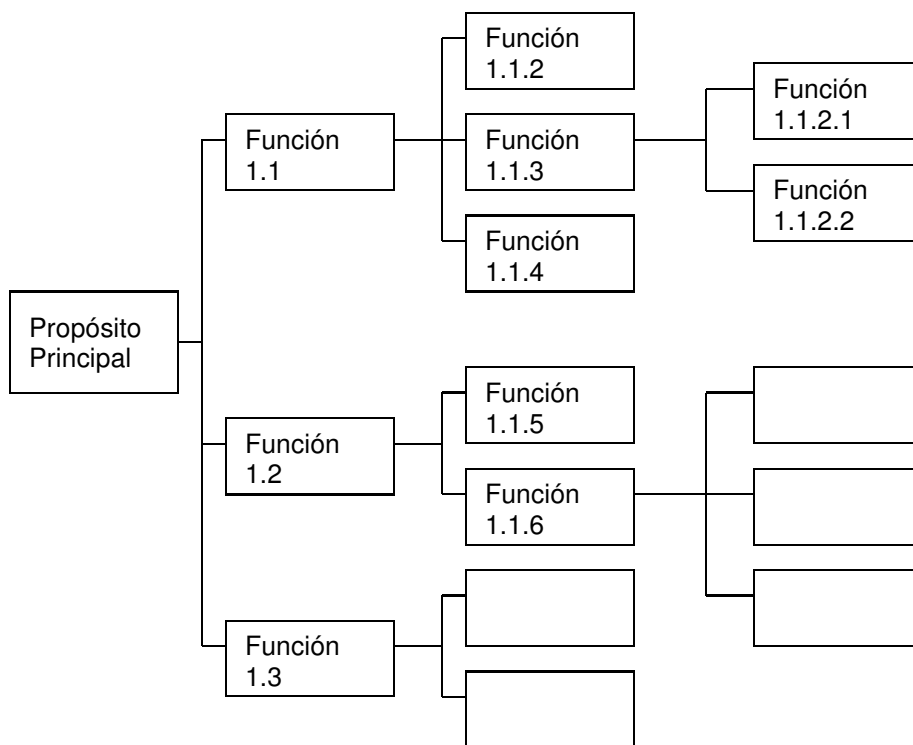 Función
1.1.2
Función
1.1.2.1
Función
1.1
Función
1.1.3
Función
1.1.2.2
Función
1.1.4
Propósito
Principal
Función
1.1.5
Función
1.2
Función
1.1.6
Función
1.3